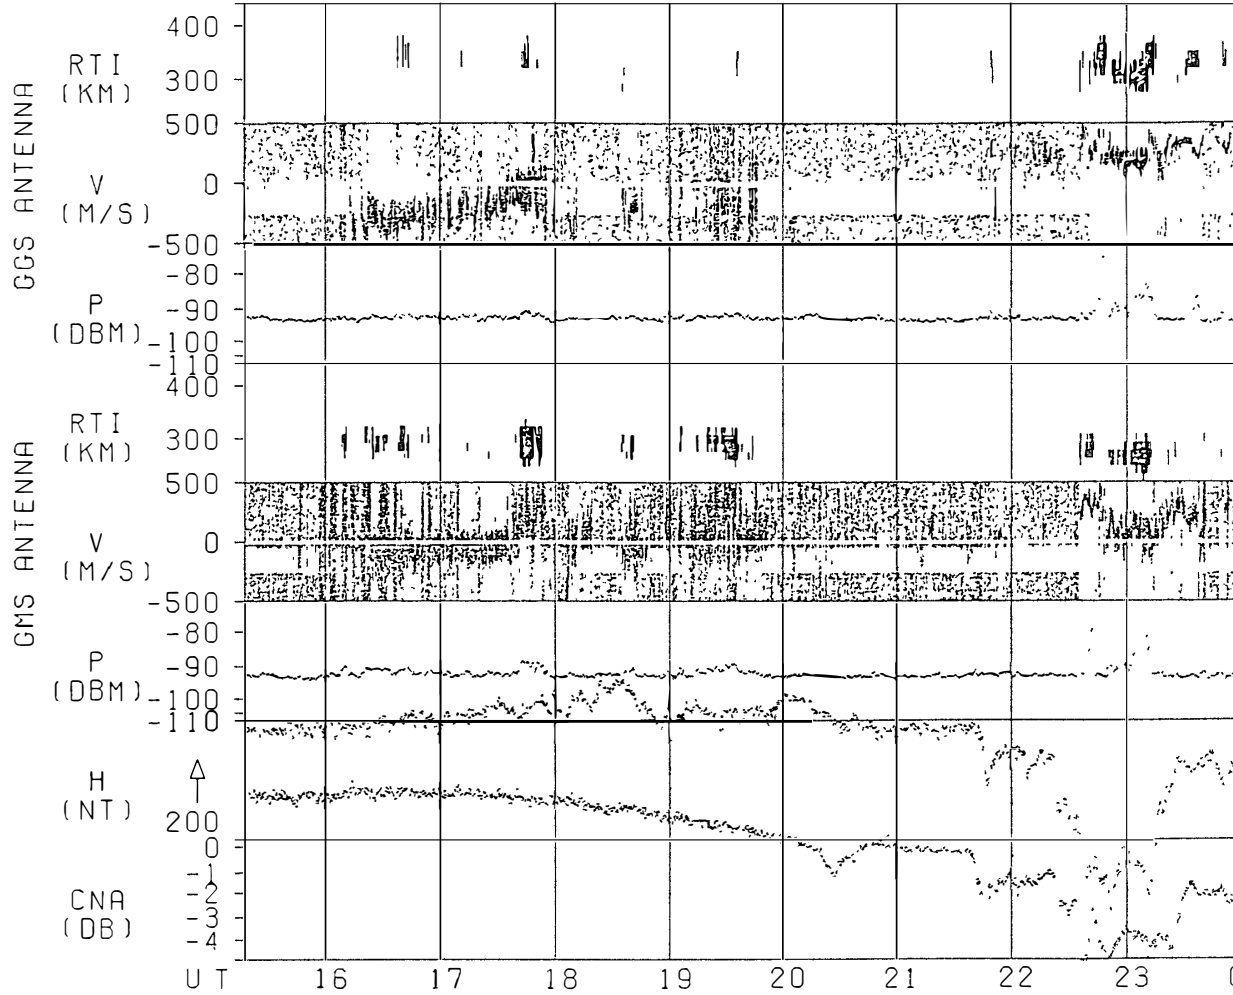 GGS ANTENNA
400
RTI
(KM)
300
500
V
(M/S)
0
-500
-80
P
(DBM)
-90
-100
-110
GMS ANTENNA
400
RTI
(KM)
300
500
V
(M/S)
0
-500
-80
P
(DBM)
-90
-100
-110
H
(NT)
200
0
-1
CNA
(DB)
-2
-3
-4
UT 16 17 18 19 20 21 22 23